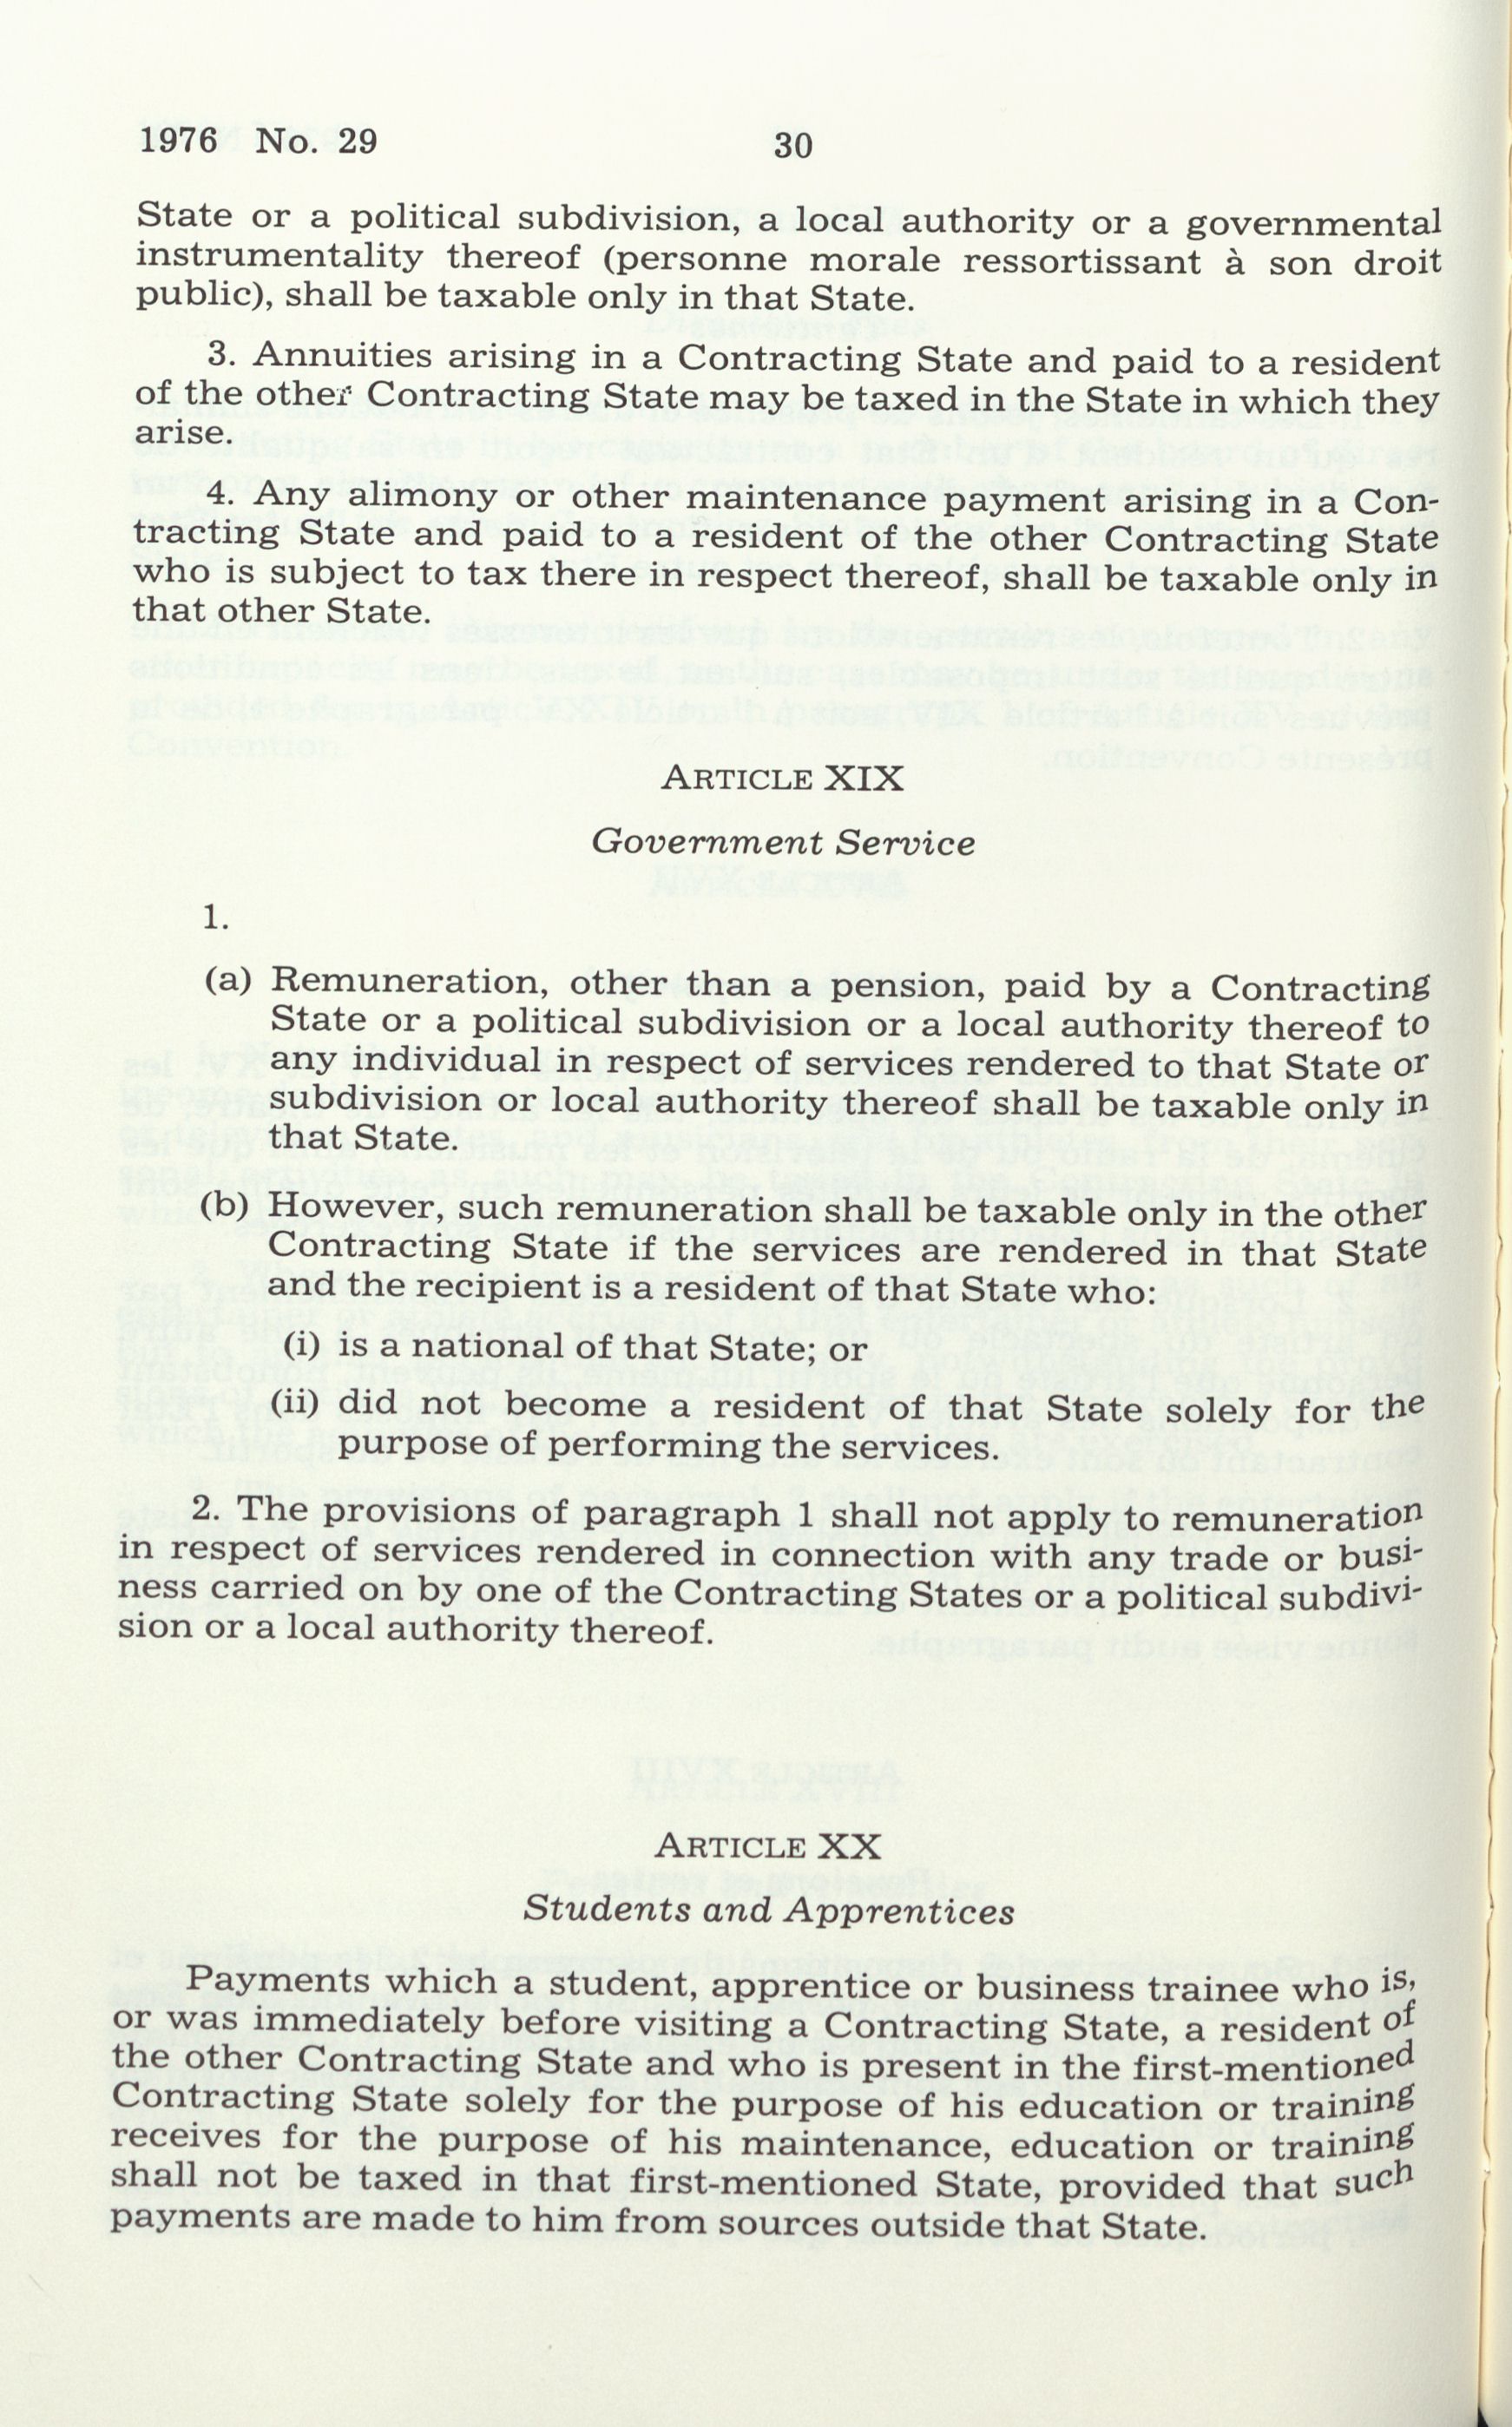 1976 No. 29
30
State or a political subdivision, a local authority or a governmental
instrumentality thereof (personne morale ressortissant à son droit
public), shall be taxable only in that State.
3. Annuities arising in a Contracting State and paid to a resident
of the other Contracting State may be taxed in the State in which they
arise.
4. Any alimony or other maintenance payment arising in a Con-
tracting State and paid to a resident of the other Contracting State
who is subject to tax there in respect thereof, shall be taxable only in
that other State.
ARTICLE XIX
Government Service
1.
(a) Remuneration, other than a pension, paid by a Contracting
State or a political subdivision or a local authority thereof to
any individual in respect of services rendered to that State or
subdivision or local authority thereof shall be taxable only in
that State.
(b) However, such remuneration shall be taxable only in the other
Contracting State if the services are rendered in that State
and the recipient is a resident of that State who:
(i) is a national of that State; or
(ii) did not become a resident of that State solely for the
purpose of performing the services.
2. The provisions of paragraph 1 shall not apply to remuneration
in respect of services rendered in connection with any trade or busi-
ness carried on by one of the Contracting States or a political subdivi-
sion or a local authority thereof.
ARTICLE XX
Students and Apprentices
Payments which a student, apprentice or business trainee who is,
or was immediately before visiting a Contracting State, a resident of
the other Contracting State and who is present in the first-mentioned
Contracting State solely for the purpose of his education or training
receives for the purpose of his maintenance, education or training
shall not be taxed in that first-mentioned State, provided that such
payments are made to him from sources outside that State.